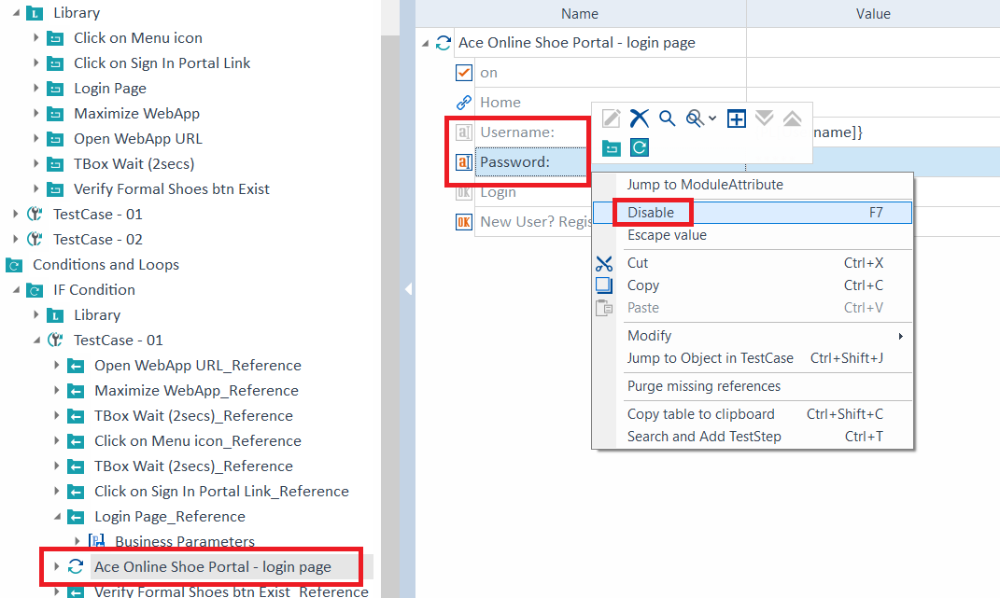 Library
Click on Menu icon
Click on Sign In Portal Link
Login Page
Maximize WebApp
Open WebApp URL
TBox Wait (2secs)
Verify Formal Shoes btn Exist
TestCase - 01
TestCase - 02
Conditions and Loops
IF Condition
Library
TestCase - 01
Open WebApp URL_Reference
Maximize WebApp_Reference
TBox Wait (2secs)_Reference
Click on Menu icon_Reference
TBox Wait (2secs)_Reference
Click on Sign In Portal Link_Reference
Login Page_Reference
Business Parameters
Ace Online Shoe Portal - login page
Verify Formal Shoes btn Exist_Reference
Name Value
Ace Online Shoe Portal - login page
on
Home
Username: name]}
Password:
Login
New User? Regis
Jump to ModuleAttribute
Disable F7
Escape value
Cut Ctrl+X
Copy Ctrl+C
Paste Ctrl+V
Modify
Jump to Object in TestCase Ctrl+Shift+J
Purge missing references
Copy table to clipboard Ctrl+Shift+C
Search and Add TestStep Ctrl+T